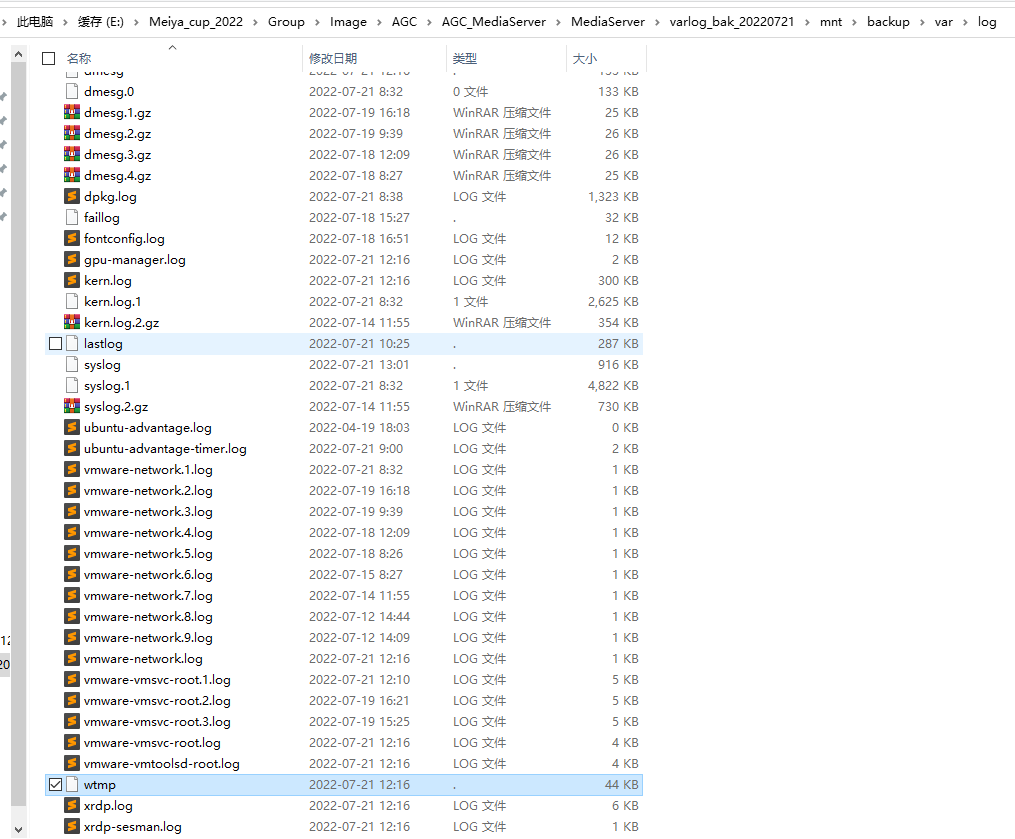 此电脑 缓存 (E:) Meiya_cup_2022 Group Image AGC AGC_MediaServer MediaServer varlog_bak_20220721 mnt backup var log
名称 修改日期 类型 大小
dmesg 2022-07-21 12:16 . 133 KB
dmesg.0 2022-07-21 8:32 0 文件 133 KB
dmesg.1.gz 2022-07-19 16:18 WinRAR 压缩文件 25 KB
dmesg.2.gz 2022-07-19 9:39 WinRAR 压缩文件 26 KB
dmesg.3.gz 2022-07-18 12:09 WinRAR 压缩文件 26 KB
dmesg.4.gz 2022-07-18 8:27 WinRAR 压缩文件 25 KB
dpkg.log 2022-07-21 8:38 LOG 文件 1,323 KB
faillog 2022-07-18 15:27 . 32 KB
fontconfig.log 2022-07-18 16:51 LOG 文件 12 KB
gpu-manager.log 2022-07-21 12:16 LOG 文件 2 KB
kern.log 2022-07-21 12:16 LOG 文件 300 KB
kern.log.1 2022-07-21 8:32 1 文件 2,625 KB
kern.log.2.gz 2022-07-14 11:55 WinRAR 压缩文件 354 KB
lastlog 2022-07-21 10:25 . 287 KB
syslog 2022-07-21 13:01 . 916 KB
syslog.1 2022-07-21 8:32 1 文件 4,822 KB
syslog.2.gz 2022-07-14 11:55 WinRAR 压缩文件 730 KB
ubuntu-advantage.log 2022-04-19 18:03 LOG 文件 0 KB
ubuntu-advantage-timer.log 2022-07-21 9:00 LOG 文件 2 KB
vmware-network.1.log 2022-07-21 8:32 LOG 文件 1 KB
vmware-network.2.log 2022-07-19 16:18 LOG 文件 1 KB
vmware-network.3.log 2022-07-19 9:39 LOG 文件 1 KB
vmware-network.4.log 2022-07-18 12:09 LOG 文件 1 KB
vmware-network.5.log 2022-07-18 8:26 LOG 文件 1 KB
vmware-network.6.log 2022-07-15 8:27 LOG 文件 1 KB
vmware-network.7.log 2022-07-14 11:55 LOG 文件 1 KB
vmware-network.8.log 2022-07-12 14:44 LOG 文件 1 KB
vmware-network.9.log 2022-07-12 14:09 LOG 文件 1 KB
vmware-network.log 2022-07-21 12:16 LOG 文件 1 KB
vmware-vmsvc-root.1.log 2022-07-21 12:10 LOG 文件 5 KB
vmware-vmsvc-root.2.log 2022-07-19 16:21 LOG 文件 5 KB
vmware-vmsvc-root.3.log 2022-07-19 15:25 LOG 文件 5 KB
vmware-vmsvc-root.log 2022-07-21 12:16 LOG 文件 4 KB
vmware-vmtoolsd-root.log 2022-07-21 12:16 LOG 文件 4 KB
wtmp 2022-07-21 12:16 . 44 KB
xrdp.log 2022-07-21 12:16 LOG 文件 6 KB
xrdp-sesman.log 2022-07-21 12:16 LOG 文件 1 KB